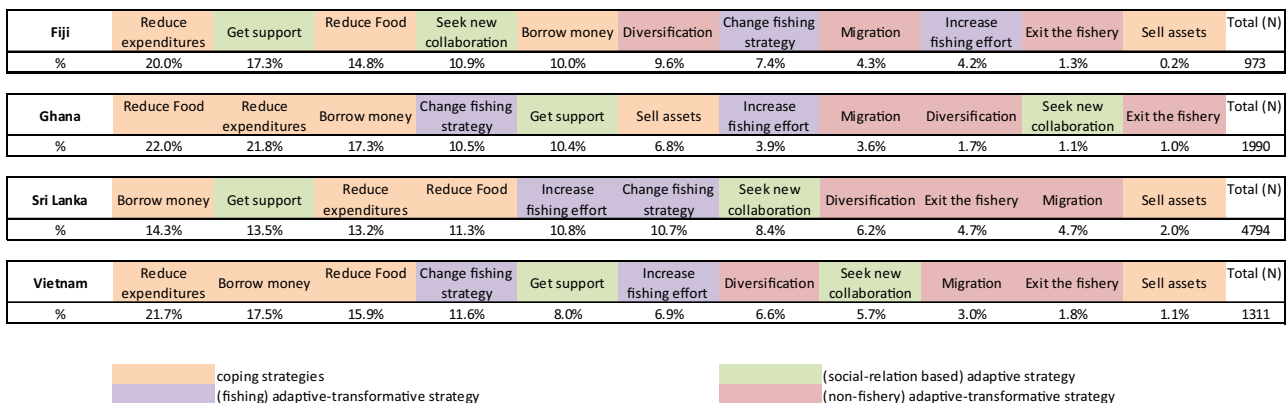 Fiji Reduce expenditures Get support Reduce Food Seek new collaboration Borrow money Diversification Change fishing strategy Migration Increase fishing effort Exit the fishery Sell assets Total (N)
% 20.0% 17.3% 14.8% 10.9% 10.0% 9.6% 7.4% 4.3% 4.2% 1.3% 0.2% 973
Ghana Reduce Food Reduce expenditures Borrow money Change fishing strategy Get support Sell assets Increase fishing effort Migration Diversification Seek new collaboration Exit the fishery Total (N)
% 22.0% 21.8% 17.3% 10.5% 10.4% 6.8% 3.9% 3.6% 1.7% 1.1% 1.0% 1990
Sri Lanka Borrow money Get support Reduce expenditures Reduce Food Increase fishing effort Change fishing strategy Seek new collaboration Diversification Exit the fishery Migration Sell assets Total (N)
% 14.3% 13.5% 13.2% 11.3% 10.8% 10.7% 8.4% 6.2% 4.7% 4.7% 2.0% 4794
Vietnam Reduce expenditures Borrow money Reduce Food Change fishing strategy Get support Increase fishing effort Diversification Seek new collaboration Migration Exit the fishery Sell assets Total (N)
% 21.7% 17.5% 15.9% 11.6% 8.0% 6.9% 6.6% 5.7% 3.0% 1.8% 1.1% 1311
coping strategies (social-relation based) adaptive strategy
(fishing) adaptive-transformative strategy (non-fishery) adaptive-transformative strategy